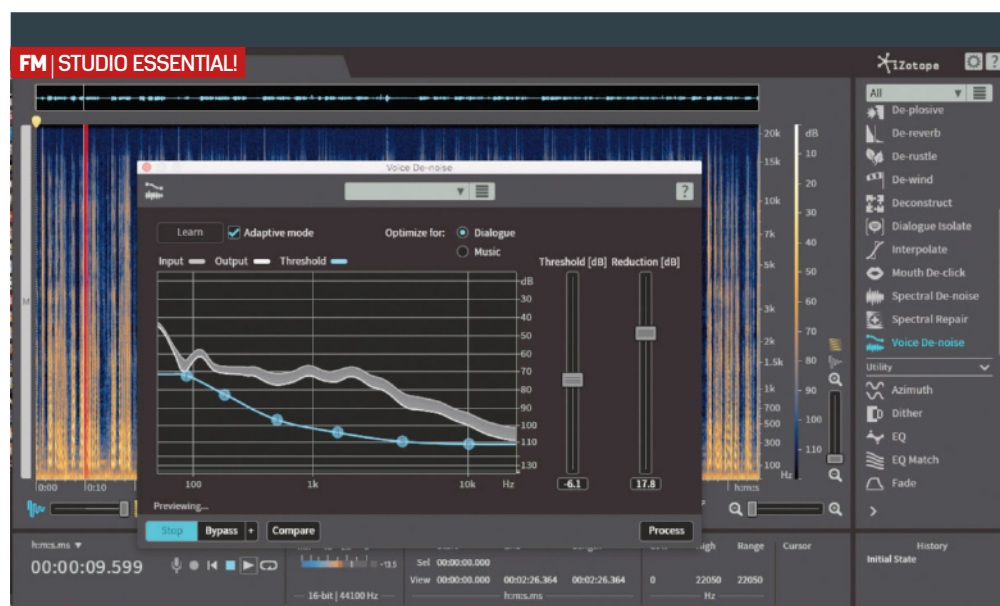 FM | STUDIO ESSENTIAL!
iZotope
?
All
De-plosive
De-reverb
De-rustle
De-wind
Deconstruct
Dialogue Isolate
Interpolate
Mouth De-click
Spectral De-noise
Spectral Repair
Voice De-noise
Utility
Azimuth
Dither
EQ
EQ Match
Fade
M
20k
15k
10k
7k
5k
3k
2k
1.5k
1k
700
500
300
100
Hz
dB
10
20
30
40
50
60
70
80
90
100
110
0:00 0:10
h:m:s
Voice De-noise
?
Learn
Adaptive mode
Optimize for:
Dialogue
Music
Input
Output
Threshold
Threshold [dB] Reduction [dB]
dB
-30
-40
-50
-60
-70
-80
-90
-100
-110
-130
100 1k 10k Hz
-6.1 17.8
Previewing...
Stop Bypass + Compare Process
h:m:s.ms
00:00:09.599
-13.5
16-bit | 44100 Hz
Sel 00:00:00.000
View 00:00:00.000 00:02:26.364 00:02:26.364
h:m:s.ms
High Range Cursor
0 22050 22050
Hz
History
Initial State